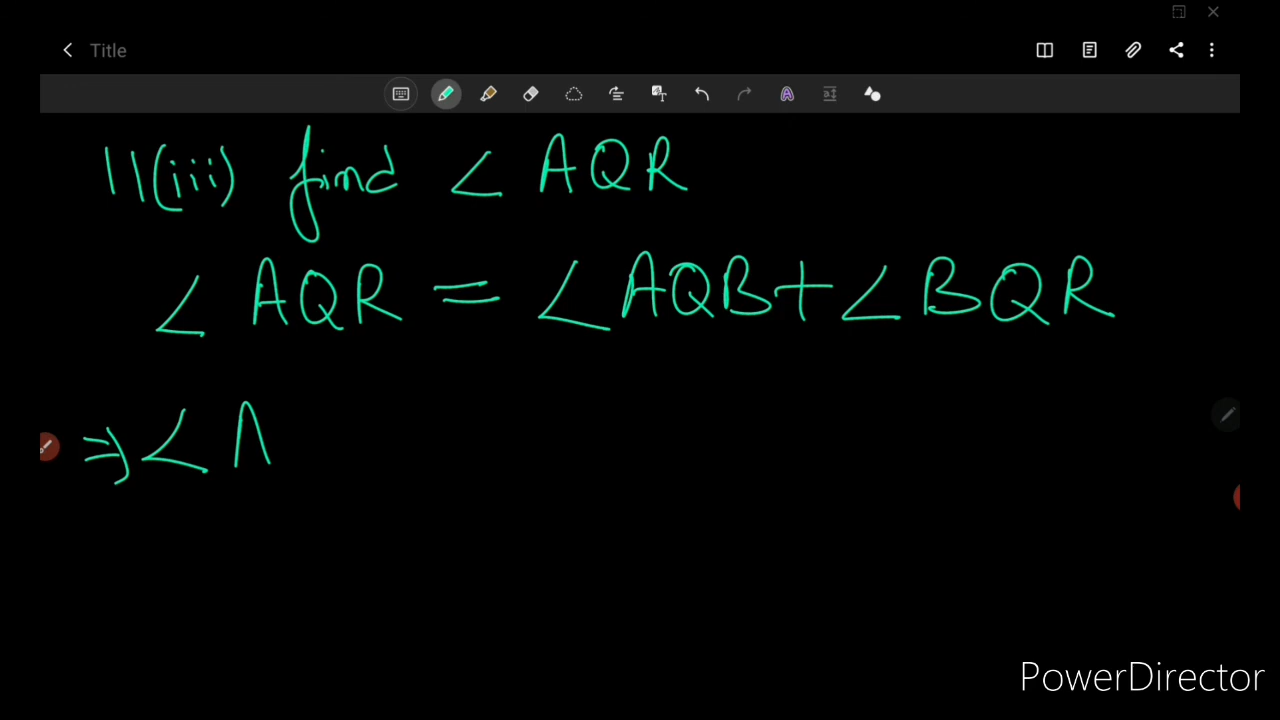 Title
11(iii) find ∠ AQR
∠ AQR = ∠AQB + ∠BQR
⇒ ∠ A
PowerDirector